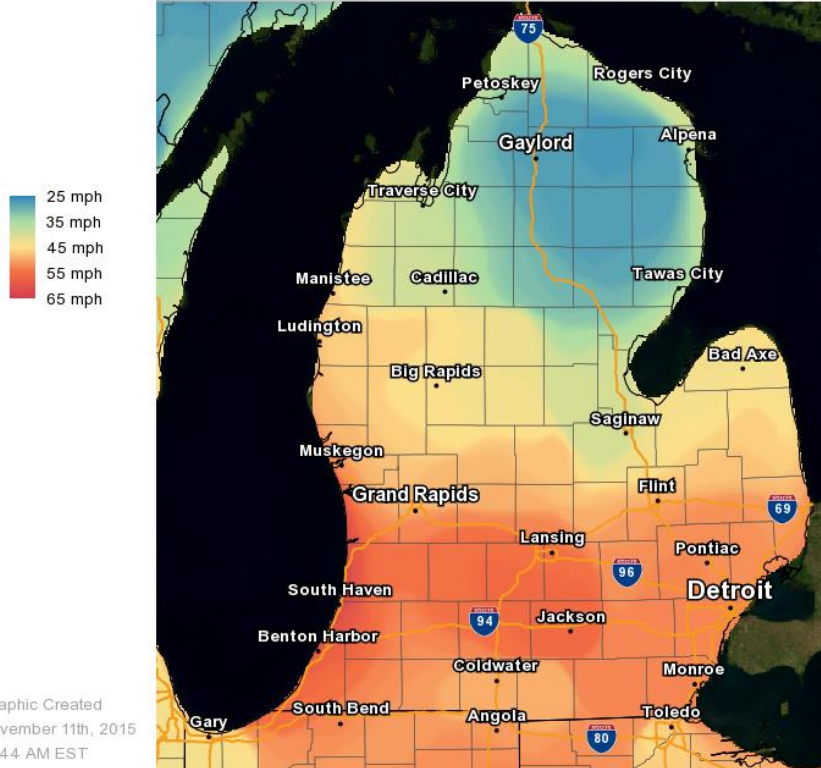 75
Rogers City
Petoskey
Alpena
Gaylord
Traverse City
25 mph
35 mph
45 mph
55 mph
65 mph
Manistee
Cadillac
Tawas City
Ludington
Bad Axe
Big Rapids
Saginaw
Muskegon
Grand Rapids
Flint
69
Lansing
Pontiac
96
South Haven
Detroit
94
Jackson
Benton Harbor
Coldwater
Monroe
South Bend
Gary
Angola
Toledo
80
aphic Created
vember 11th, 2015
44 AM EST